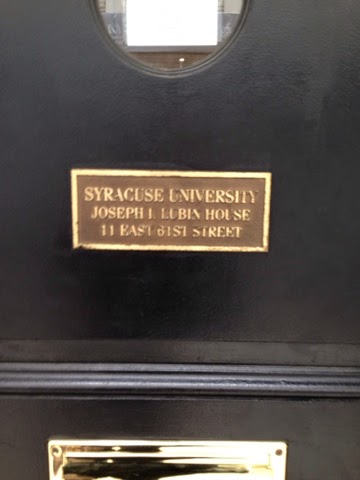 SYRACUSE UNIVERSITY
JOSEPH I. LUBIN HOUSE
11 EAST 61ST STREET